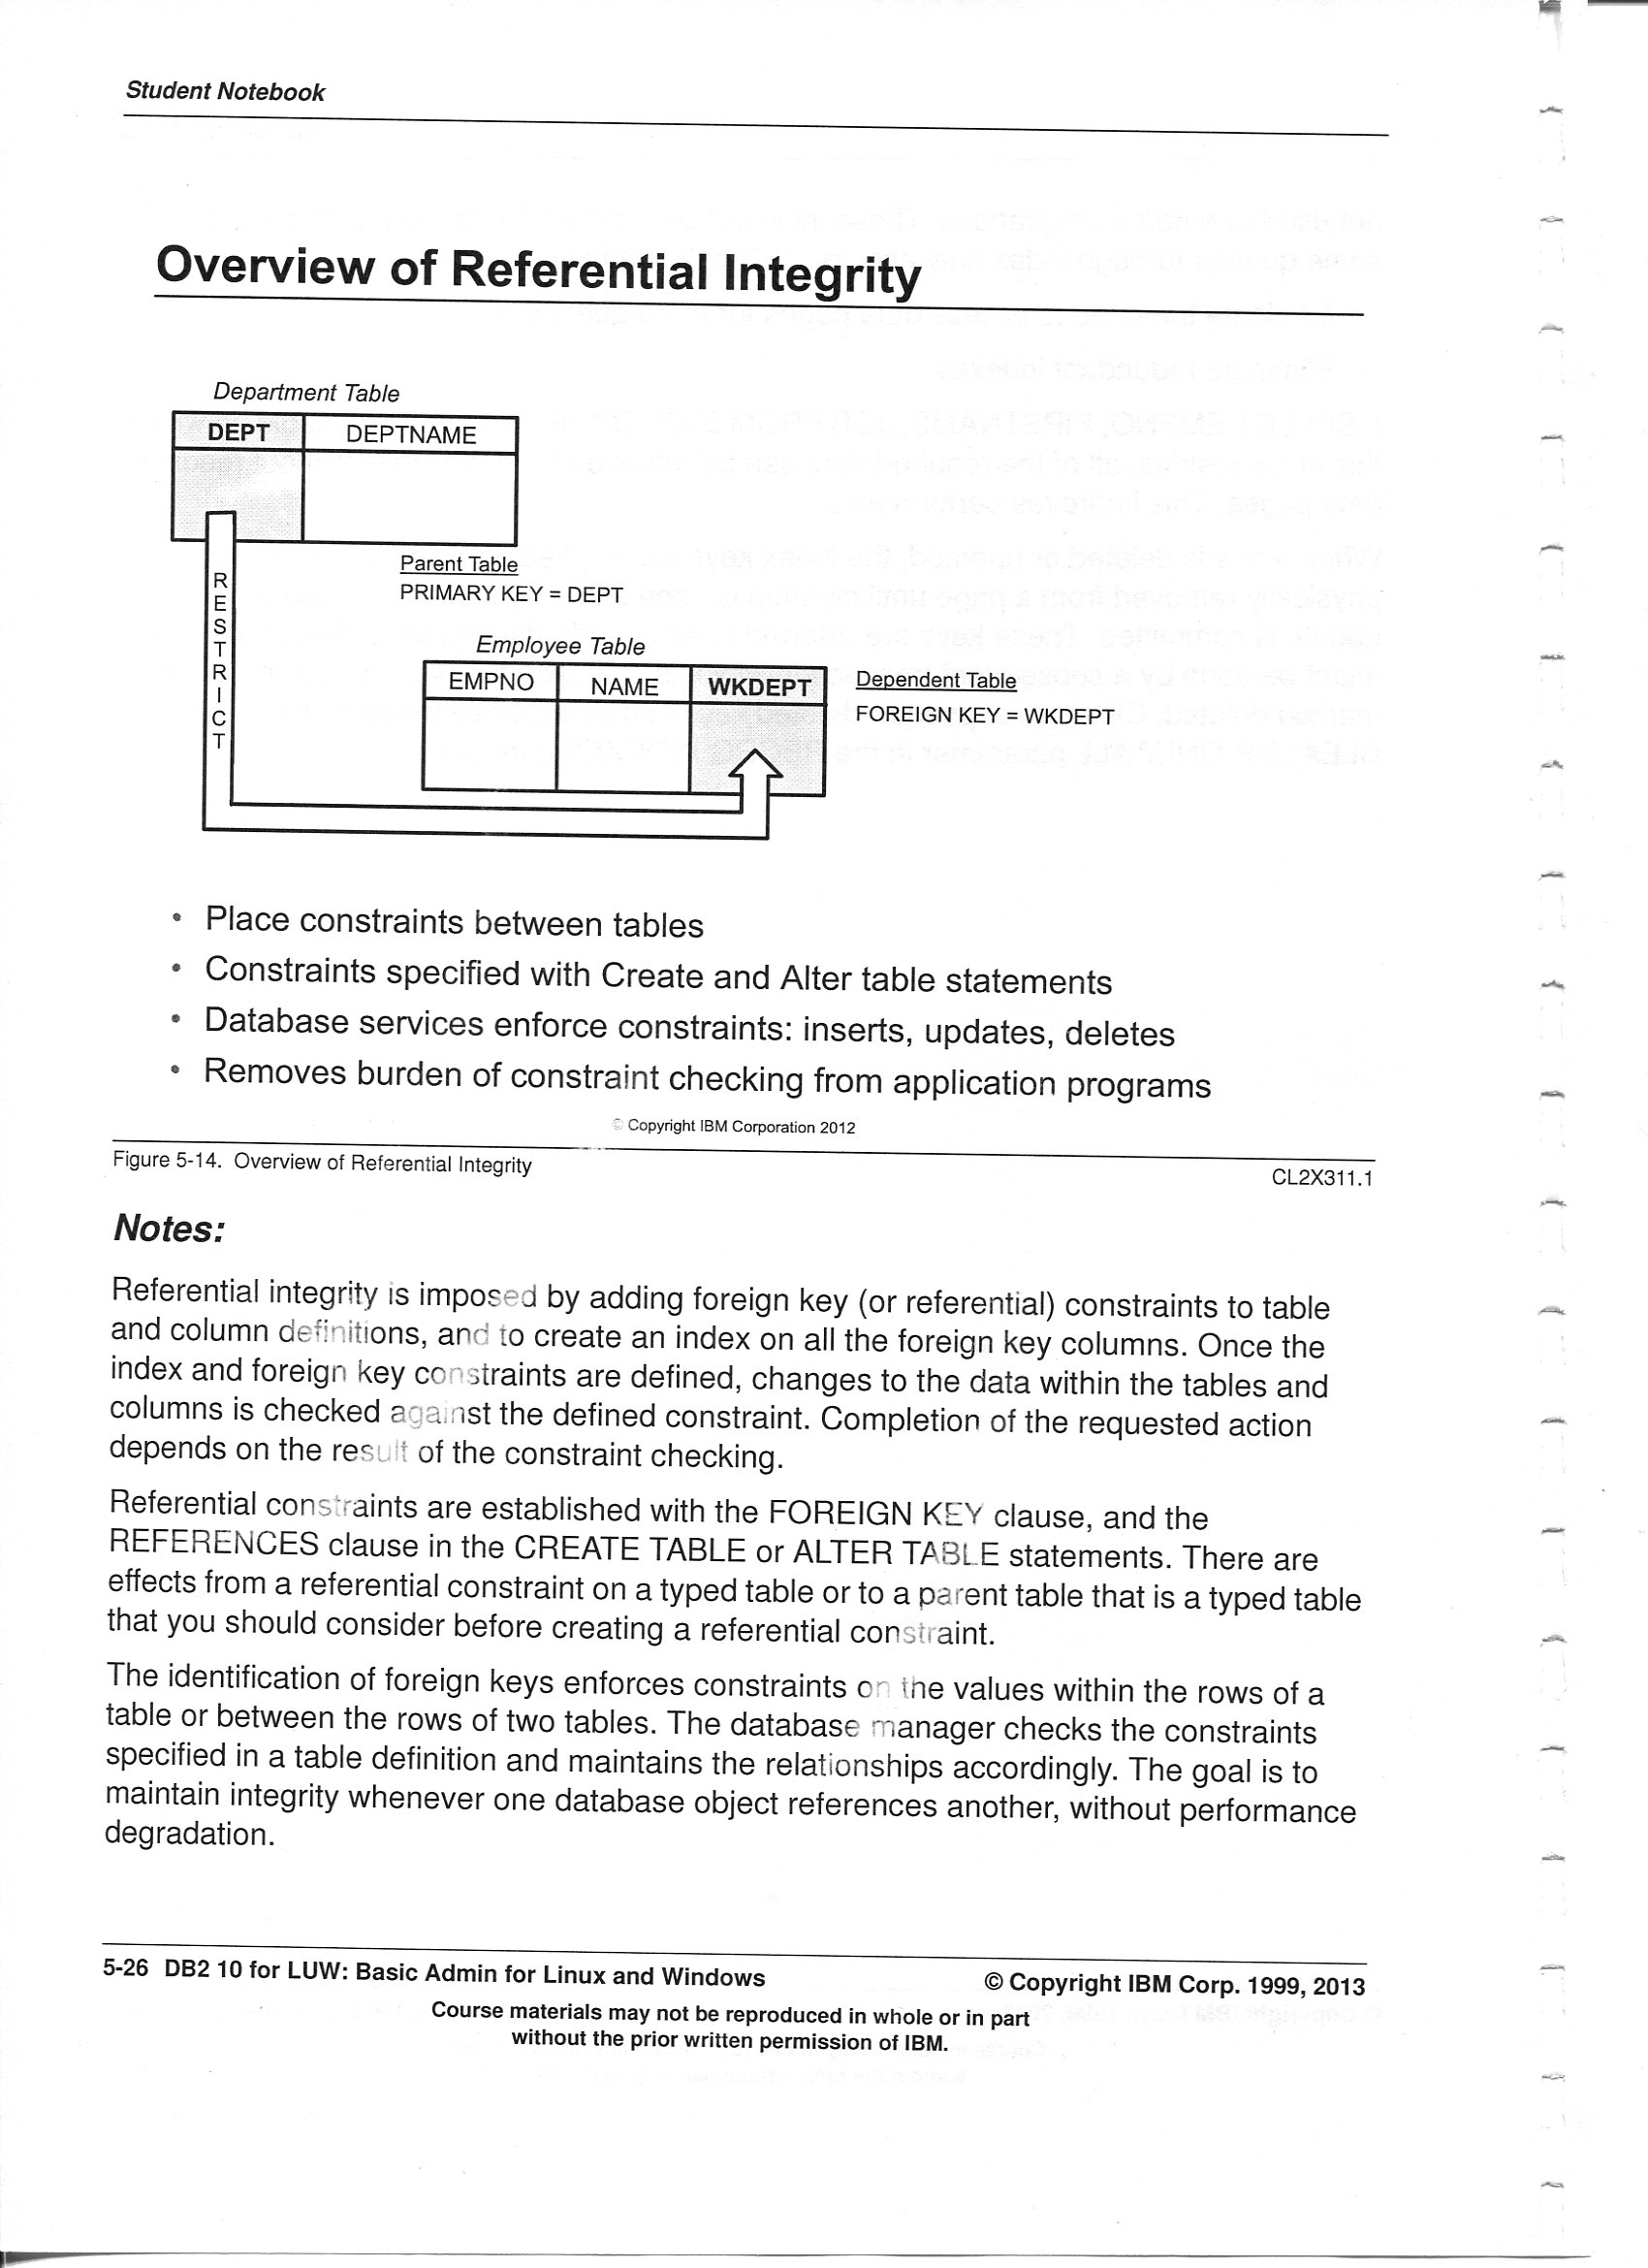 Student Notebook
Overview of Referential Integrity
Department Table
DEPT DEPTNAME
RESTRICT
Parent Table
PRIMARY KEY = DEPT
Employee Table
EMPNO NAME WKDEPT
Dependent Table
FOREIGN KEY = WKDEPT
• Place constraints between tables
• Constraints specified with Create and Alter table statements
• Database services enforce constraints: inserts, updates, deletes
• Removes burden of constraint checking from application programs
© Copyright IBM Corporation 2012
Figure 5-14. Overview of Referential Integrity CL2X311.1
Notes:
Referential integrity is imposed by adding foreign key (or referential) constraints to table
and column definitions, and to create an index on all the foreign key columns. Once the
index and foreign key constraints are defined, changes to the data within the tables and
columns is checked against the defined constraint. Completion of the requested action
depends on the result of the constraint checking.
Referential constraints are established with the FOREIGN KEY clause, and the
REFERENCES clause in the CREATE TABLE or ALTER TABLE statements. There are
effects from a referential constraint on a typed table or to a parent table that is a typed table
that you should consider before creating a referential constraint.
The identification of foreign keys enforces constraints on the values within the rows of a
table or between the rows of two tables. The database manager checks the constraints
specified in a table definition and maintains the relationships accordingly. The goal is to
maintain integrity whenever one database object references another, without performance
degradation.
5-26 DB2 10 for LUW: Basic Admin for Linux and Windows © Copyright IBM Corp. 1999, 2013
Course materials may not be reproduced in whole or in part
without the prior written permission of IBM.